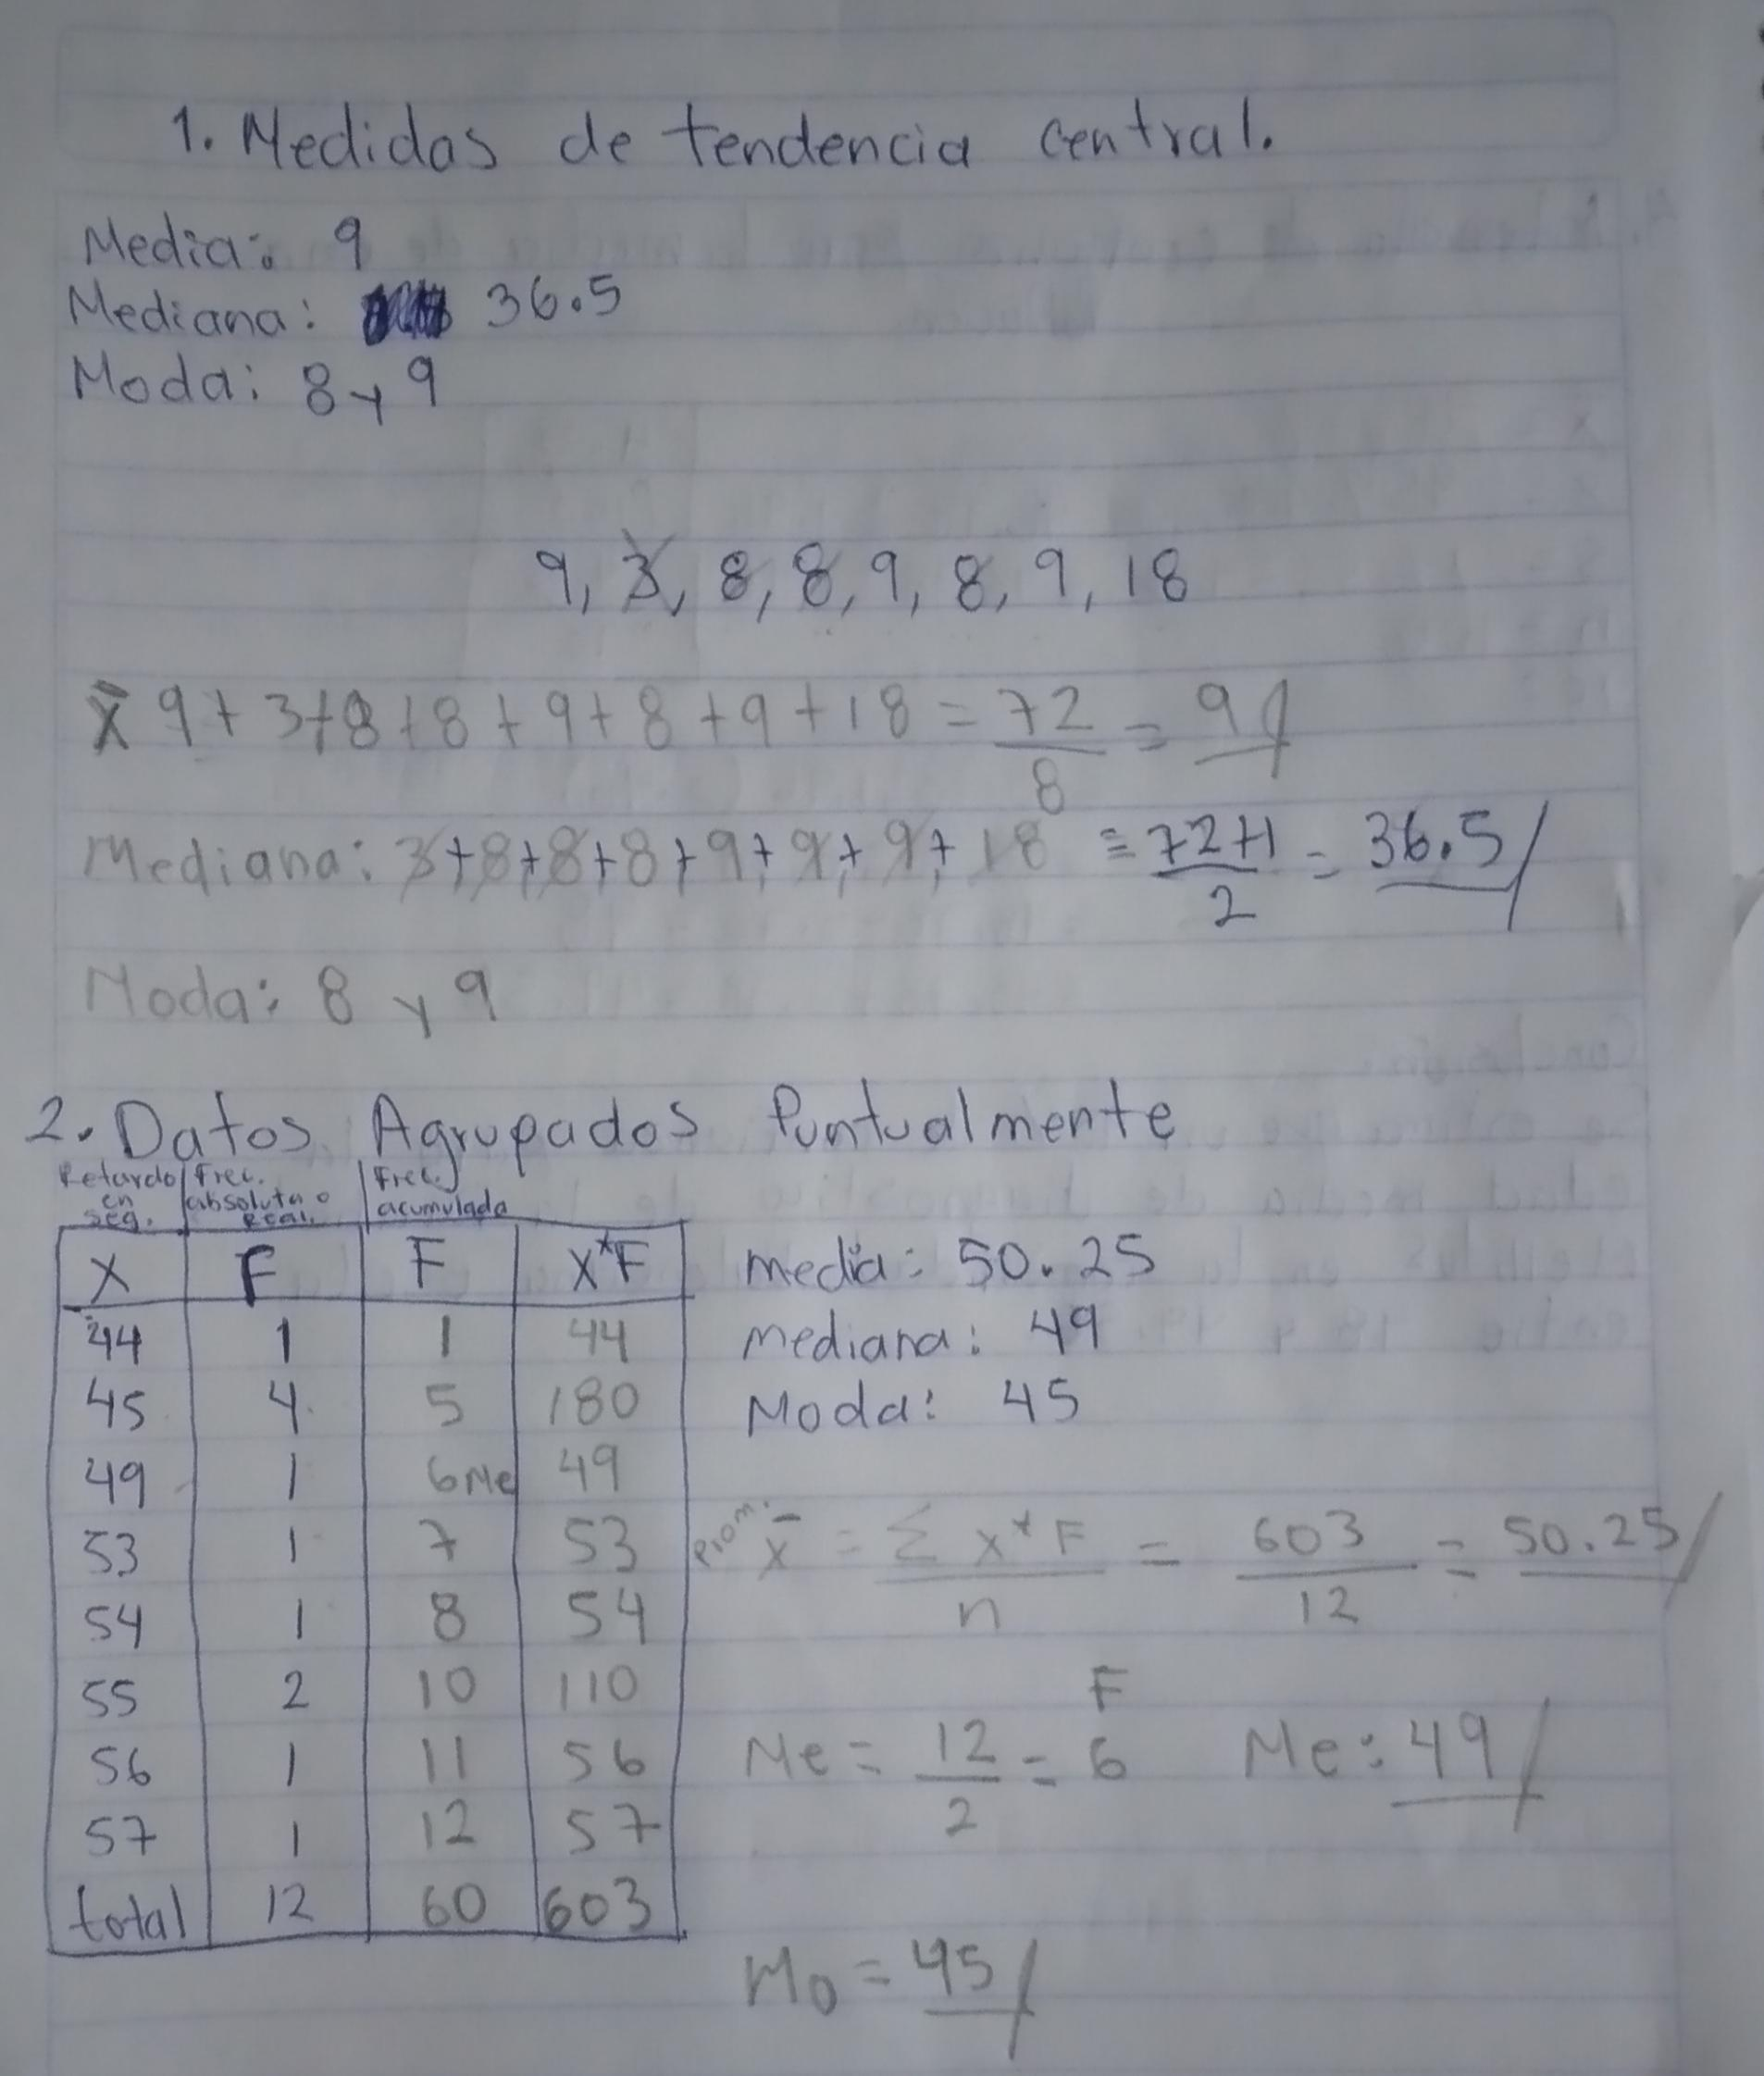 1. Medidas de tendencia central.
Media: 9
Mediana: 36.5
Moda: 8 y 9
9, 3, 8, 8, 9, 8, 9, 18
x̄ 9 + 3 + 8 + 8 + 9 + 8 + 9 + 18 = 72/8 = 9
Mediana: 3+8+8+8+9+9+9+18 = 72+1/2 = 36.5
Moda: 8 y 9
2. Datos Agrupados Puntualmente
Retardo en seg. | Frec. absoluta o Real. | Frec. acumulada
X | F | F | X*F
44 | 1 | 1 | 44
45 | 4 | 5 | 180
49 | 1 | 6 Me | 49
53 | 1 | 7 | 53
54 | 1 | 8 | 54
55 | 2 | 10 | 110
56 | 1 | 11 | 56
57 | 1 | 12 | 57
total | 12 | 60 | 603
media: 50.25
mediana: 49
Moda: 45
Prom. x̄ = Σ x*F / n = 603/12 = 50.25
F
Me = 12/2 = 6 Me: 49
Mo = 45